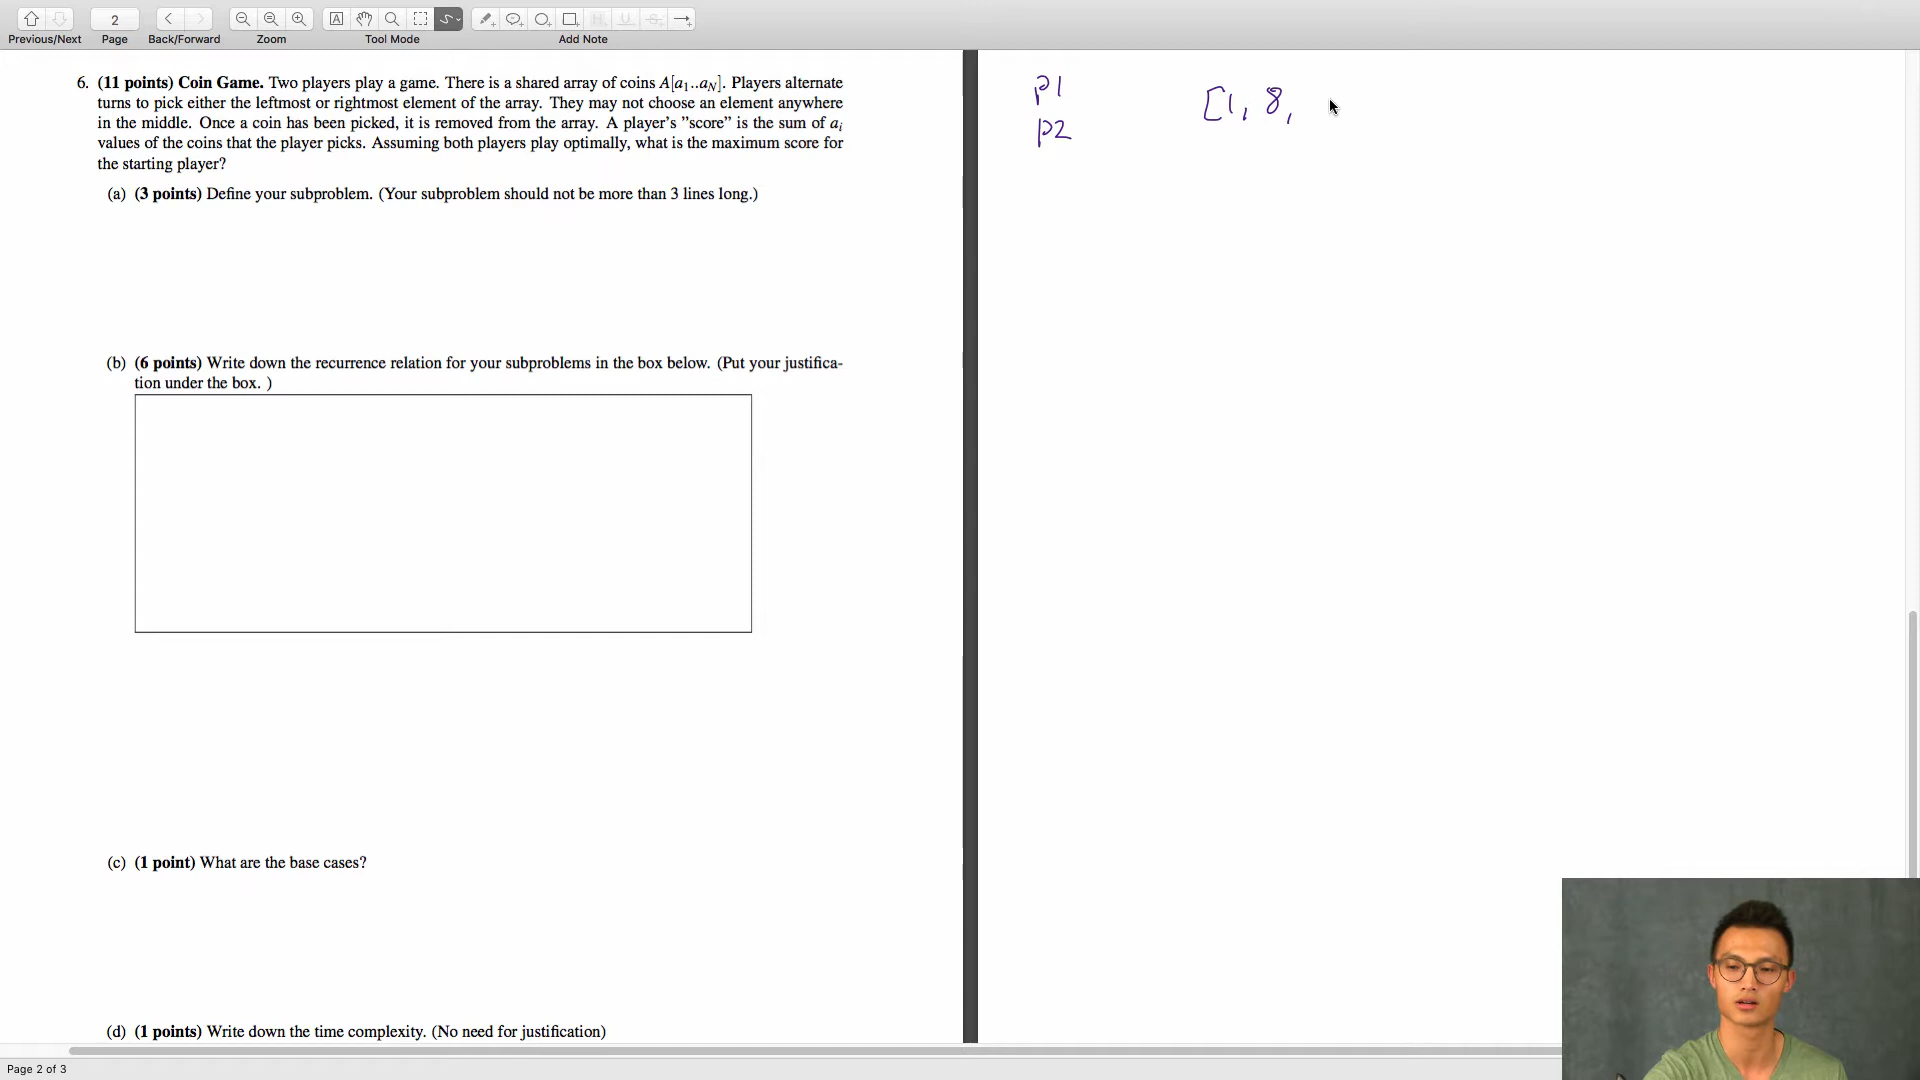 2
Previous/Next Page Back/Forward Zoom Tool Mode Add Note
6. (11 points) Coin Game. Two players play a game. There is a shared array of coins A[a1..aN]. Players alternate
turns to pick either the leftmost or rightmost element of the array. They may not choose an element anywhere
in the middle. Once a coin has been picked, it is removed from the array. A player's ”score” is the sum of ai
values of the coins that the player picks. Assuming both players play optimally, what is the maximum score for
the starting player?
(a) (3 points) Define your subproblem. (Your subproblem should not be more than 3 lines long.)
(b) (6 points) Write down the recurrence relation for your subproblems in the box below. (Put your justifica-
tion under the box. )
(c) (1 point) What are the base cases?
(d) (1 points) Write down the time complexity. (No need for justification)
p1
p2
[1, 8,
Page 2 of 3